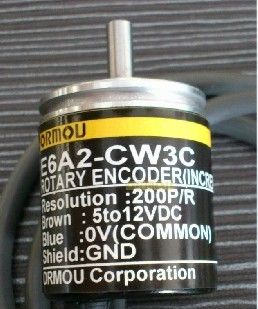 ORMOU
E6A2-CW3C
ROTARY ENCODER(INCRE
Resolution :200P/R
Brown : 5to12VDC
Blue :0V(COMMON)
Shield:GND
ORMOU Corporation